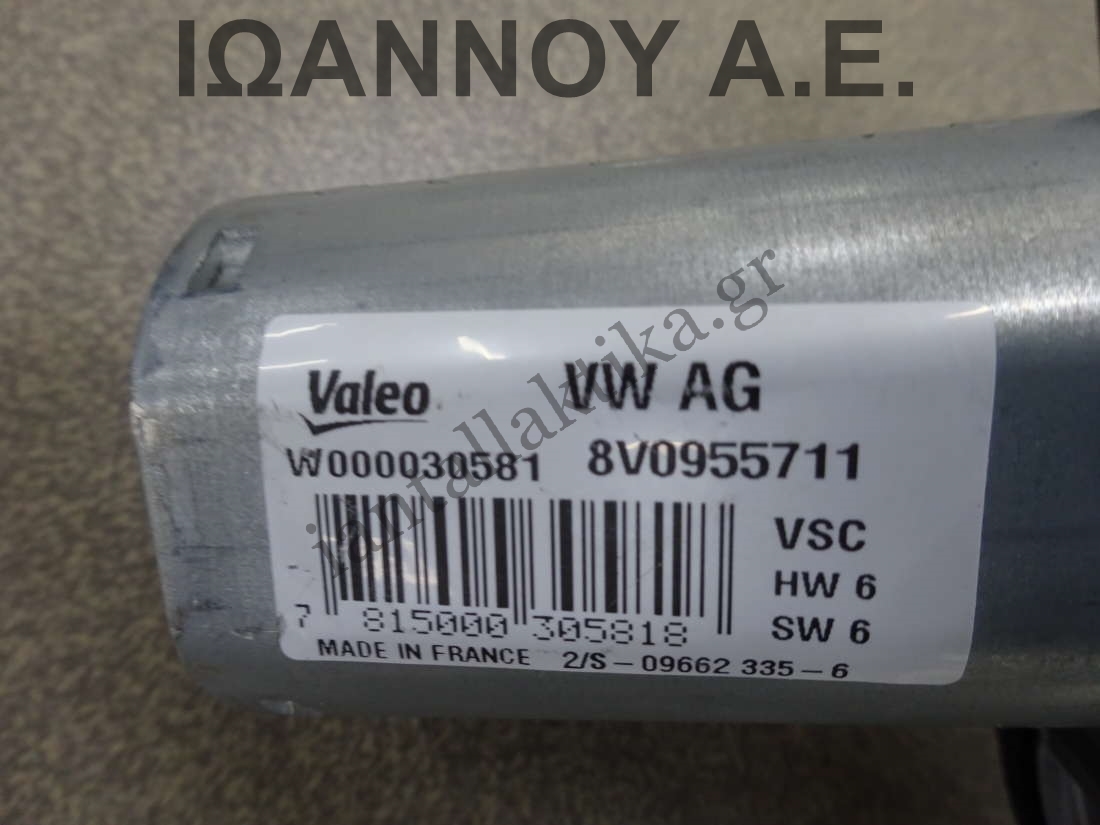 ΙΩΑΝΝΟΥ Α.Ε.
Valeo VW AG
W000030581 8V0955711
VSC
HW 6
SW 6
7 815000 305818
MADE IN FRANCE 2/S-09662 335-6
iantallaktika.gr